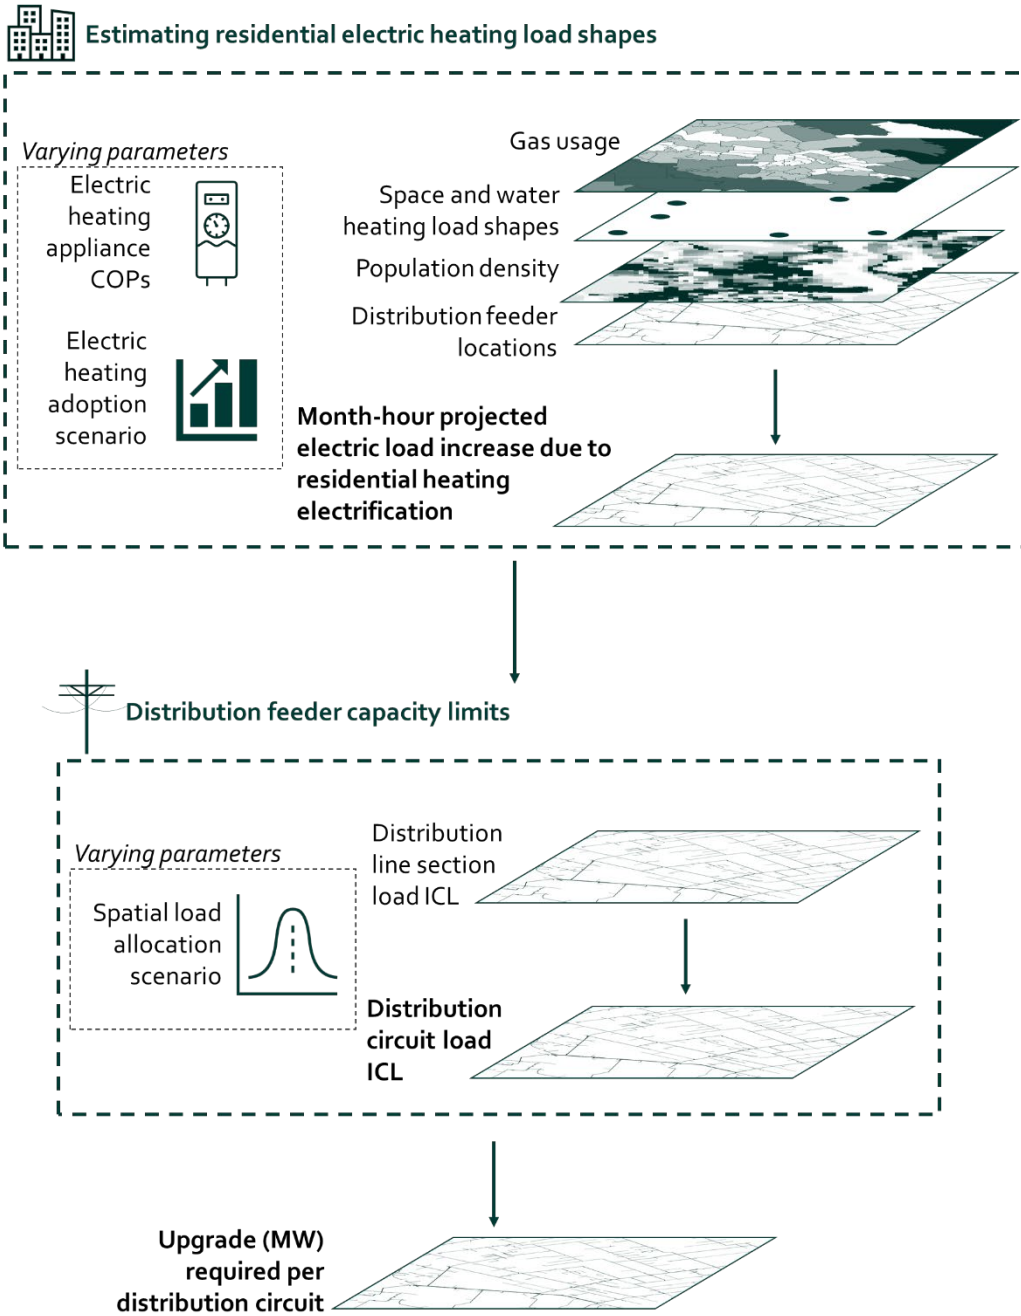 Estimating residential electric heating load shapes
Varying parameters
Electric
heating
appliance
COPs
Electric
heating
adoption
scenario
Gas usage
Space and water
heating load shapes
Population density
Distribution feeder
locations
Month-hour projected
electric load increase due to
residential heating
electrification
Distribution feeder capacity limits
Varying parameters
Spatial load
allocation
scenario
Distribution
line section
load ICL
Distribution
circuit load
ICL
Upgrade (MW)
required per
distribution circuit